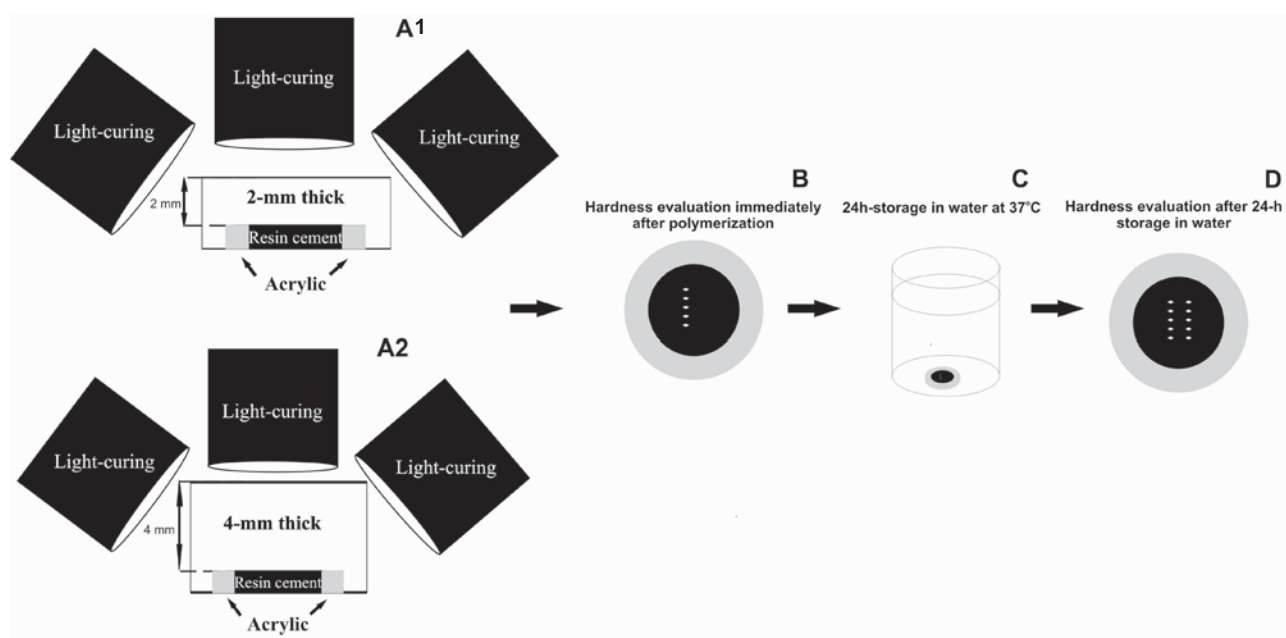 A1
Light-curing
Light-curing
Light-curing
2 mm
2-mm thick
Resin cement
Acrylic
A2
Light-curing
Light-curing
Light-curing
4 mm
4-mm thick
Resin cement
Acrylic
B
Hardness evaluation immediately
after polymerization
C
24h-storage in water at 37°C
D
Hardness evaluation after 24-h
storage in water